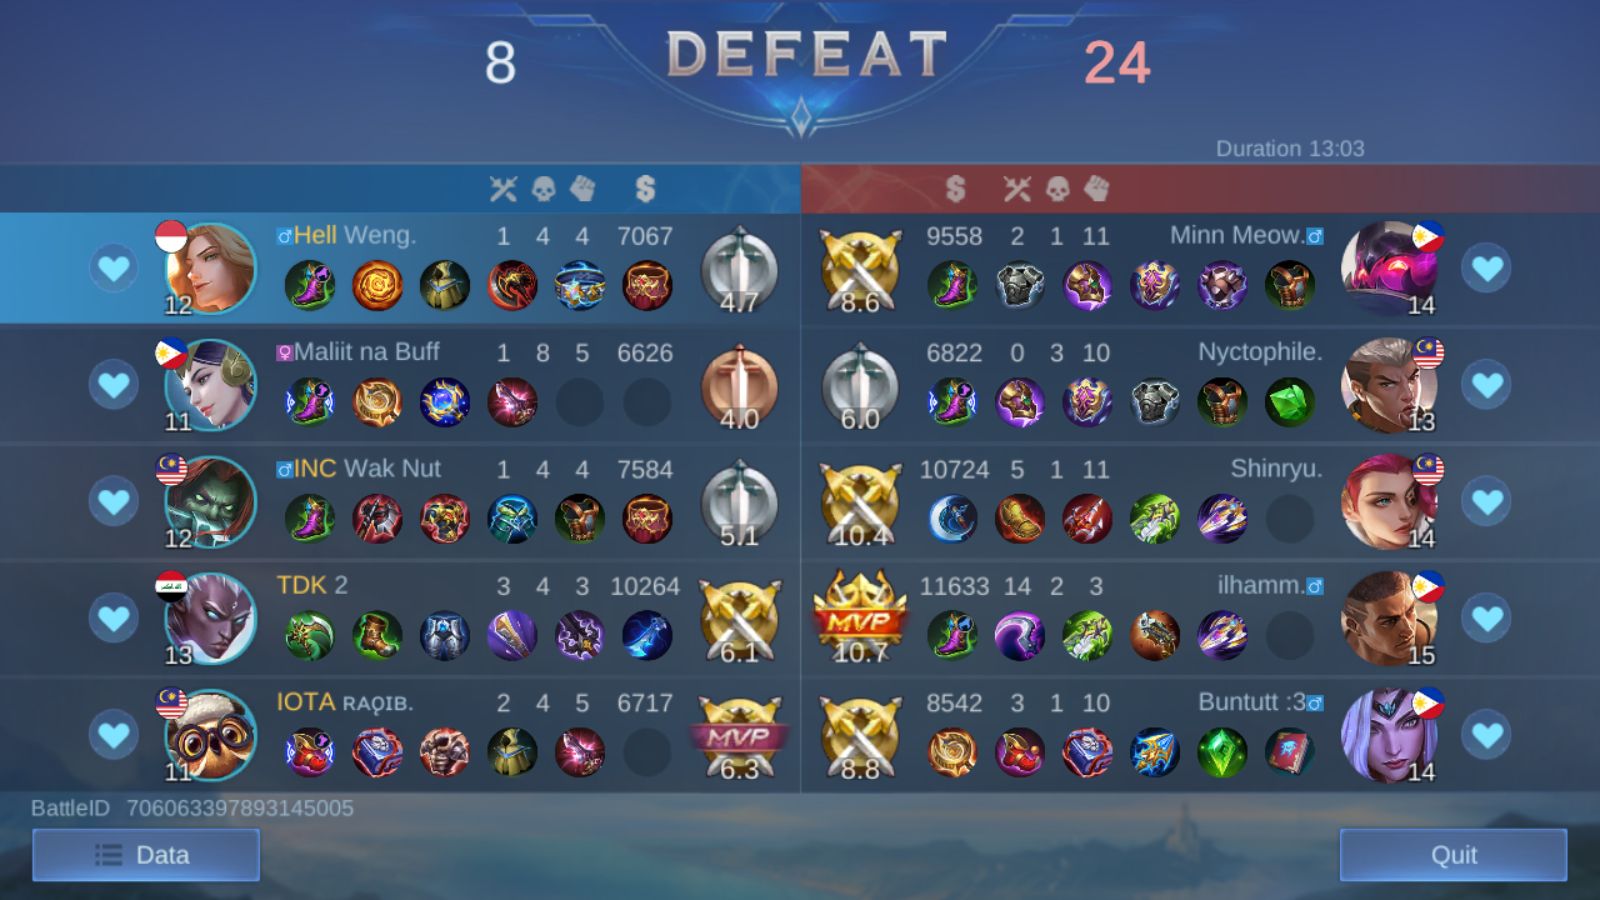 8 DEFEAT 24
Duration 13:03
Hell Weng. 1 4 4 7067
12 4.7
9558 2 1 11 Minn Meow.
8.6 14
Maliit na Buff 1 8 5 6626
11 4.0
6822 0 3 10 Nyctophile.
6.0 13
INC Wak Nut 1 4 4 7584
12 5.1
10724 5 1 11 Shinryu.
10.4 14
TDK 2 3 4 3 10264
13 6.1
11633 14 2 3 ilhamm.
MVP
10.7 15
IOTA ʀᴀǫɪʙ. 2 4 5 6717
MVP
11 6.3
8542 3 1 10 Buntutt :3
8.8 14
BattleID 706063397893145005
Data
Quit